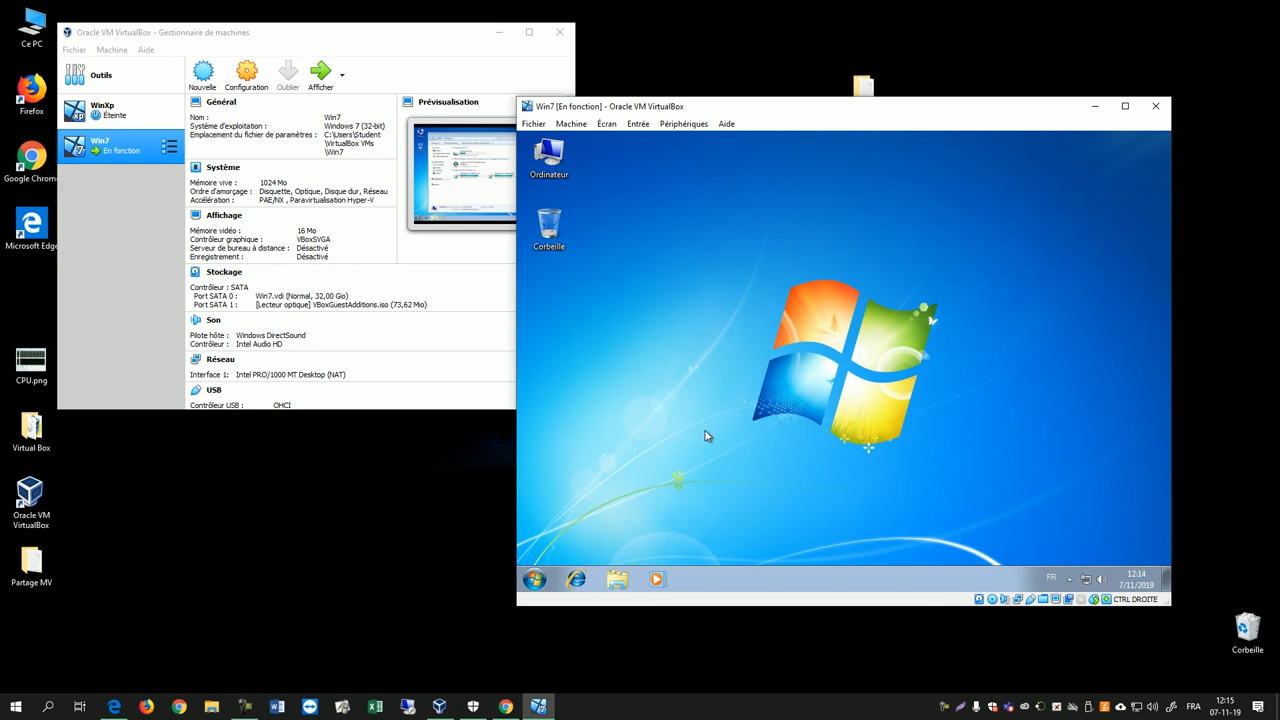 Ce PC
Firefox
Google Chrome
Microsoft Edge
CPU.png
Virtual Box
Oracle VM
VirtualBox
Partage MV
Oracle VM VirtualBox - Gestionnaire de machines
Fichier Machine Aide
Outils
Nouvelle Configuration Oublier Afficher
WinXp
Éteinte
Win7
En fonction
Général
Nom : Win7
Système d'exploitation : Windows 7 (32-bit)
Emplacement du fichier de paramètres : C:\Users\Student
\VirtualBox VMs
\Win7
Système
Mémoire vive : 1024 Mo
Ordre d'amorçage : Disquette, Optique, Disque dur, Réseau
Accélération : PAE/NX , Paravirtualisation Hyper-V
Affichage
Mémoire vidéo : 16 Mo
Contrôleur graphique : VBoxSVGA
Serveur de bureau à distance : Désactivé
Enregistrement : Désactivé
Stockage
Contrôleur : SATA
Port SATA 0 : Win7.vdi (Normal, 32,00 Gio)
Port SATA 1 : [Lecteur optique] VBoxGuestAdditions.iso (73,62 Mio)
Son
Pilote hôte : Windows DirectSound
Contrôleur : Intel Audio HD
Réseau
Interface 1: Intel PRO/1000 MT Desktop (NAT)
USB
Contrôleur USB : OHCI
Prévisualisation
Win7 [En fonction] - Oracle VM VirtualBox
Fichier Machine Écran Entrée Périphériques Aide
Ordinateur
Corbeille
FR
12:14
7/11/2019
CTRL DROITE
Corbeille
FRA
12:15
07-11-19